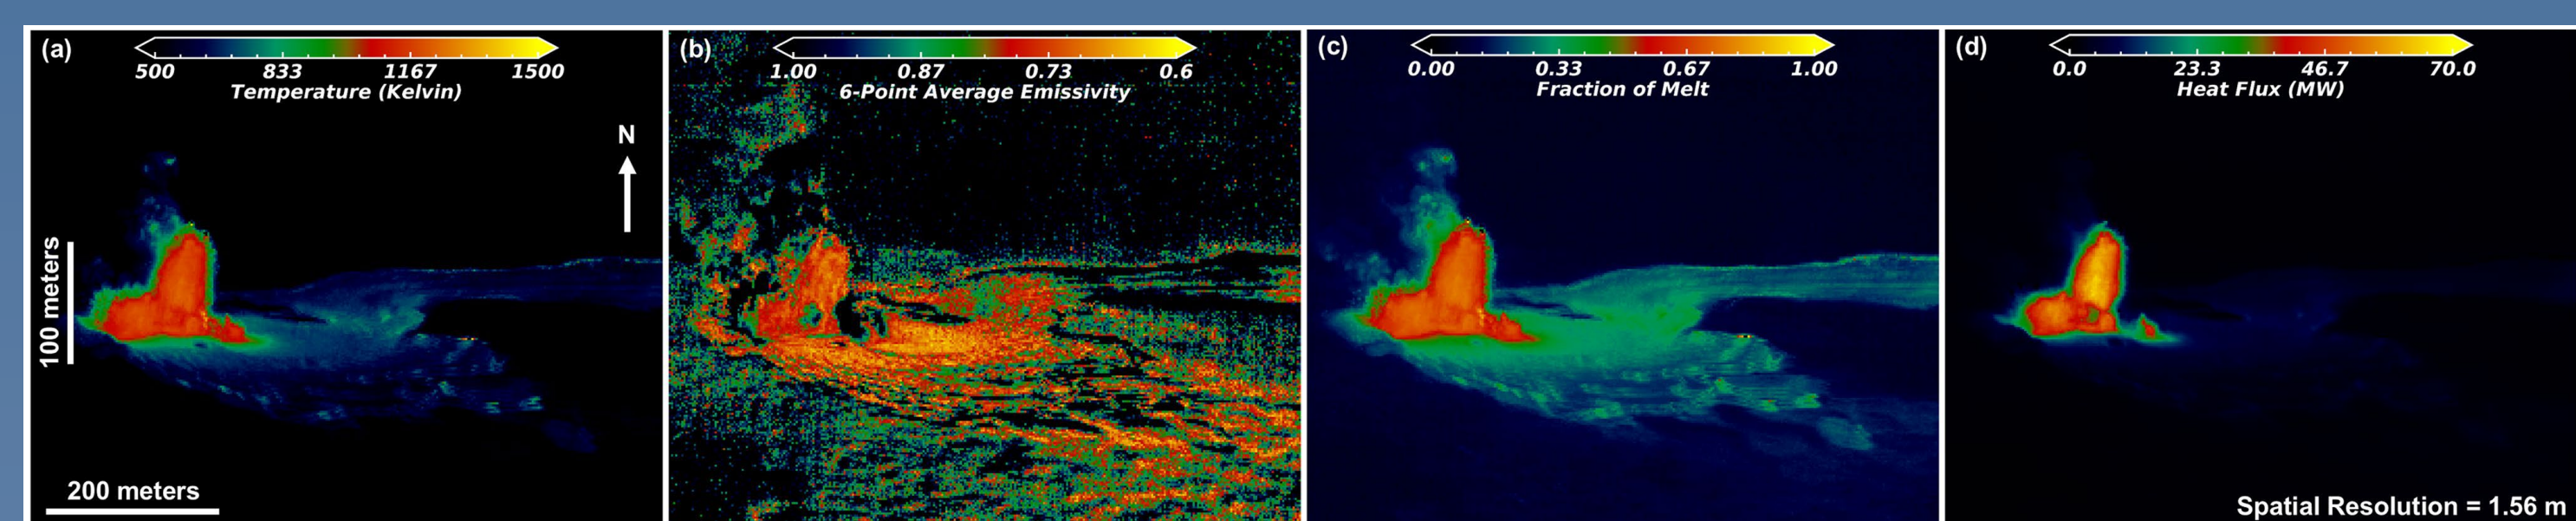 (a)
500 833 1167 1500
Temperature (Kelvin)
N
100 meters
200 meters
(b)
1.00 0.87 0.73 0.6
6-Point Average Emissivity
(c)
0.00 0.33 0.67 1.00
Fraction of Melt
(d)
0.0 23.3 46.7 70.0
Heat Flux (MW)
Spatial Resolution = 1.56 m